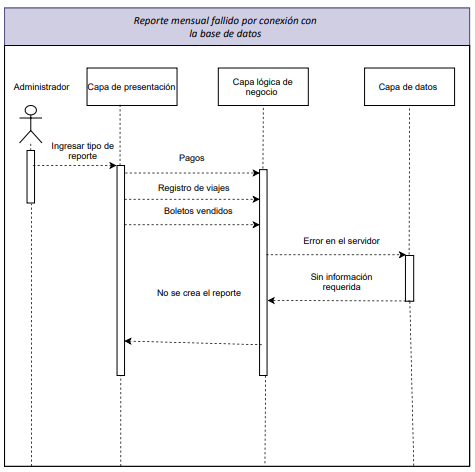 Reporte mensual fallido por conexión con
la base de datos
Administrador
Capa de presentación
Capa lógica de
negocio
Capa de datos
Ingresar tipo de
reporte
Pagos
Registro de viajes
Boletos vendidos
Error en el servidor
Sin información
requerida
No se crea el reporte